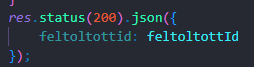 res.status(200).json({
feltoltottid: feltoltottId
});